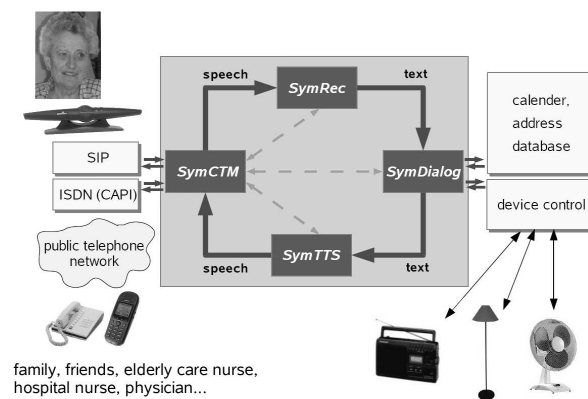 speech
text
SymRec
SymCTM
SymDialog
SymTTS
speech
text
SIP
ISDN (CAPI)
public telephone
network
calender,
address
database
device control
family, friends, elderly care nurse,
hospital nurse, physician...